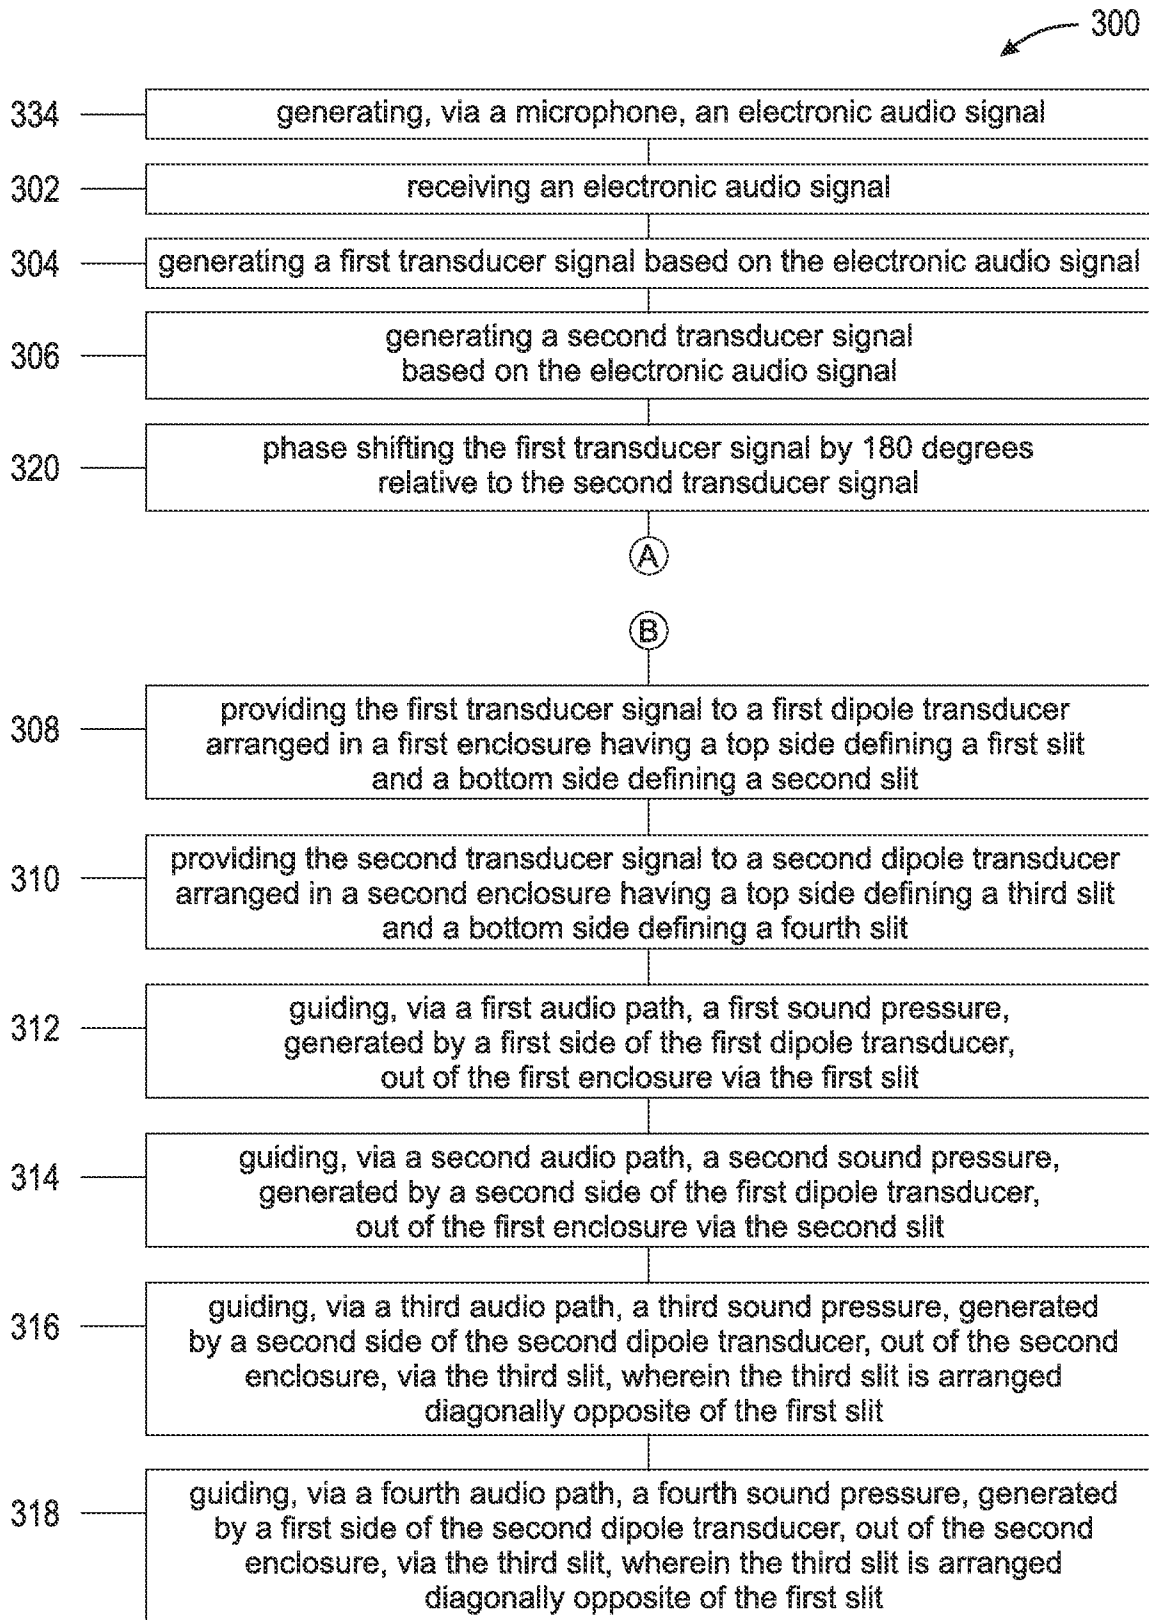 300
334
generating, via a microphone, an electronic audio signal
302
receiving an electronic audio signal
304
generating a first transducer signal based on the electronic audio signal
306
generating a second transducer signal
based on the electronic audio signal
320
phase shifting the first transducer signal by 180 degrees
relative to the second transducer signal
A
B
308
providing the first transducer signal to a first dipole transducer
arranged in a first enclosure having a top side defining a first slit
and a bottom side defining a second slit
310
providing the second transducer signal to a second dipole transducer
arranged in a second enclosure having a top side defining a third slit
and a bottom side defining a fourth slit
312
guiding, via a first audio path, a first sound pressure,
generated by a first side of the first dipole transducer,
out of the first enclosure via the first slit
314
guiding, via a second audio path, a second sound pressure,
generated by a second side of the first dipole transducer,
out of the first enclosure via the second slit
316
guiding, via a third audio path, a third sound pressure, generated
by a second side of the second dipole transducer, out of the second
enclosure, via the third slit, wherein the third slit is arranged
diagonally opposite of the first slit
318
guiding, via a fourth audio path, a fourth sound pressure, generated
by a first side of the second dipole transducer, out of the second
enclosure, via the third slit, wherein the third slit is arranged
diagonally opposite of the first slit